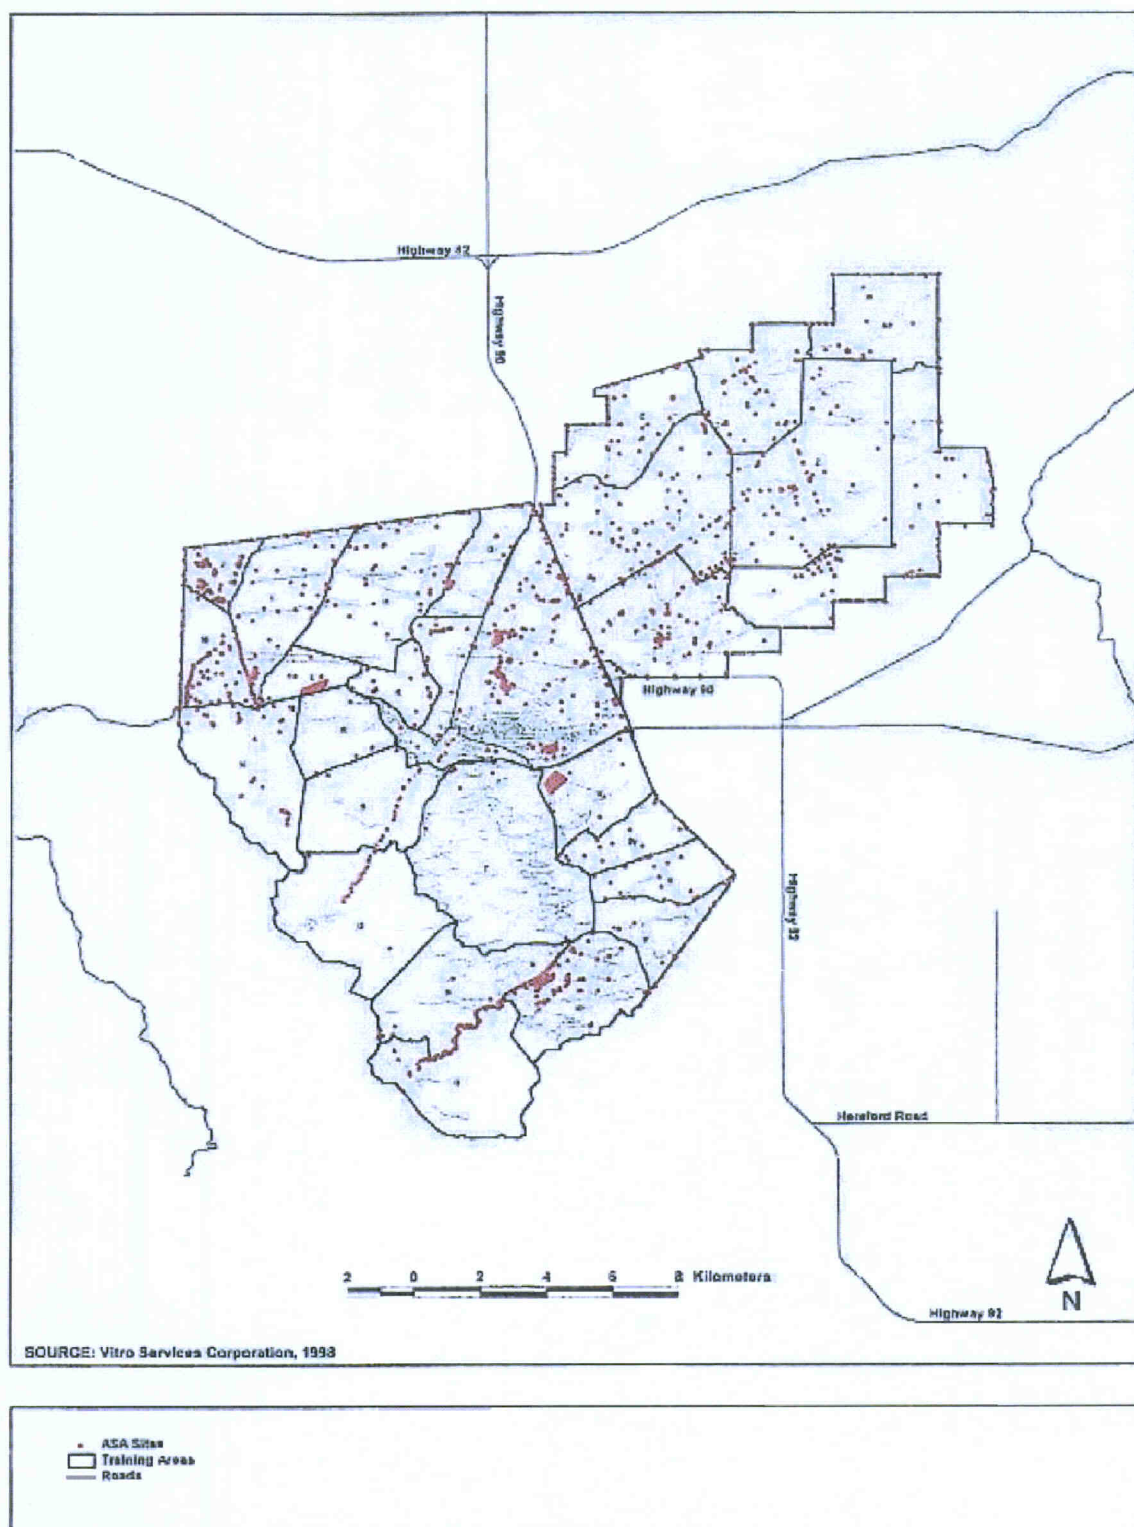 Highway 82
Highway 90
Highway 90
Highway 92
Hereford Road
2 0 2 4 6 8 Kilometers
N
Highway 92
SOURCE: Vitro Services Corporation, 1998
ASA Sites
Training Areas
Roads